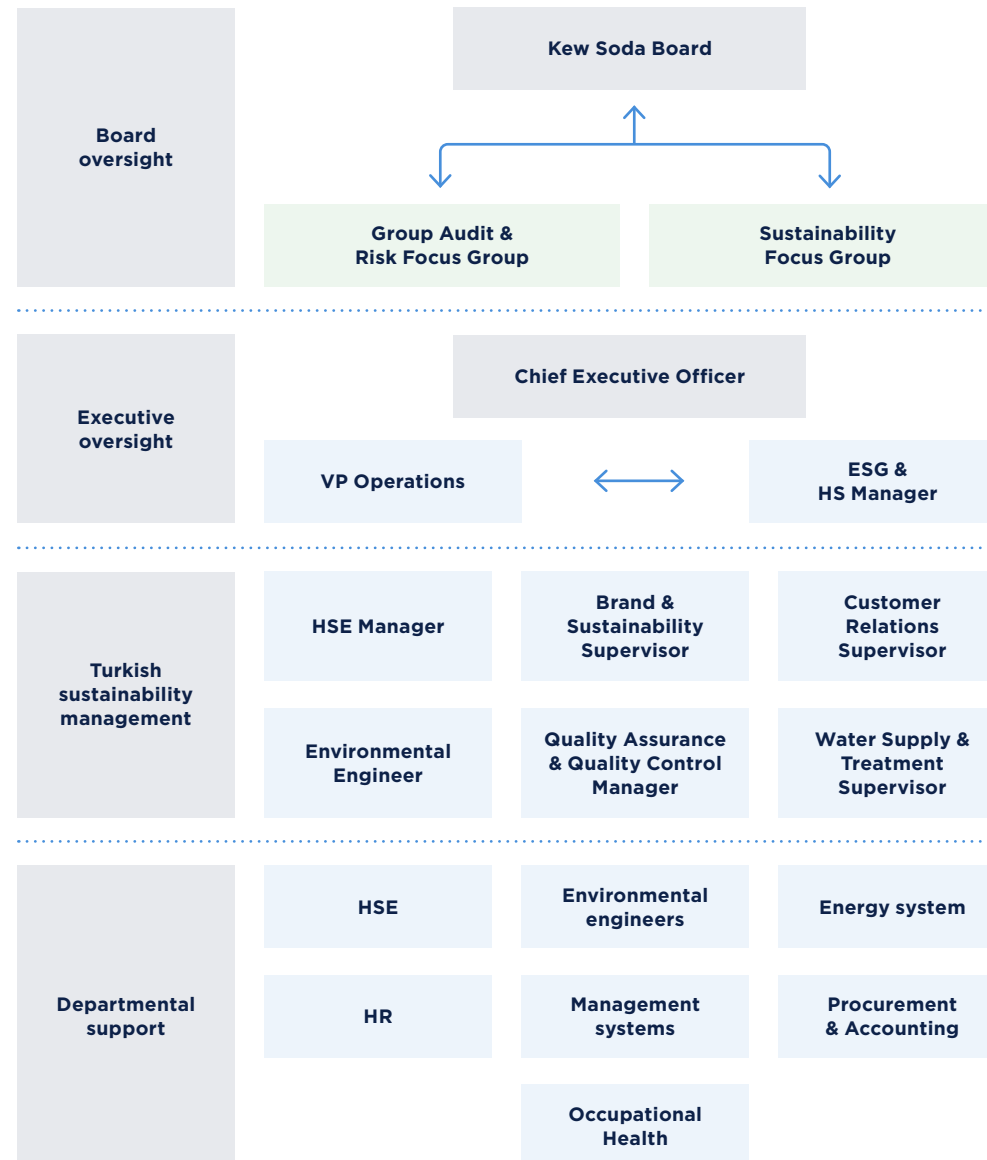 Board
oversight
Kew Soda Board
Group Audit &
Risk Focus Group
Sustainability
Focus Group
Executive
oversight
Chief Executive Officer
VP Operations
ESG &
HS Manager
Turkish
sustainability
management
HSE Manager
Brand &
Sustainability
Supervisor
Customer
Relations
Supervisor
Environmental
Engineer
Quality Assurance
& Quality Control
Manager
Water Supply &
Treatment
Supervisor
Departmental
support
HSE
Environmental
engineers
Energy system
HR
Management
systems
Procurement
& Accounting
Occupational
Health